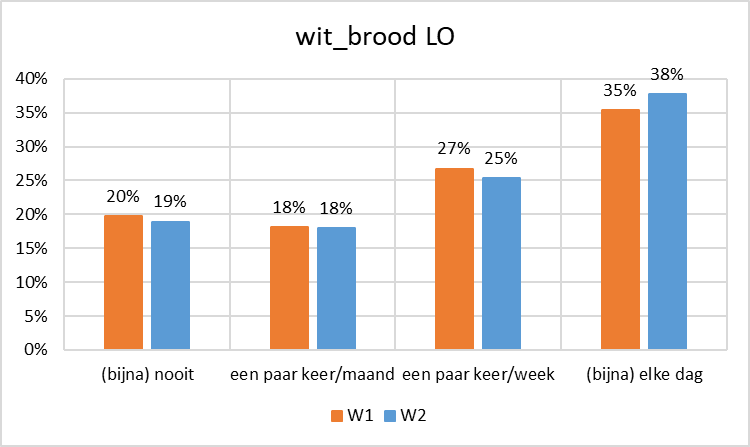 wit_brood LO
40%
35%
30%
25%
20%
15%
10%
5%
0%
20% 19% 18% 18% 27% 25% 35% 38%
(bijna) nooit een paar keer/maand een paar keer/week (bijna) elke dag
W1 W2